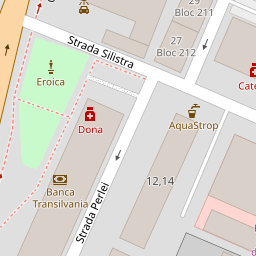 29
Bloc 211
Strada Silistra
27
Bloc 212
Eroica
Cate
Dona
AquaStrop
Banca
Transilvania
12,14
Strada Perlei